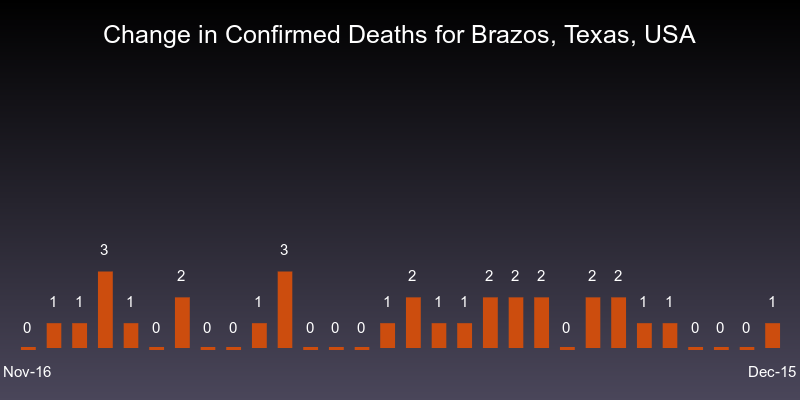 Change in Confirmed Deaths for Brazos, Texas, USA
3 3
2 2 2 2 2 2 2
1 1 1 1 1 1 1 1 1 1
0 0 0 0 0 0 0 0 0 0 0
Nov-16 Dec-15